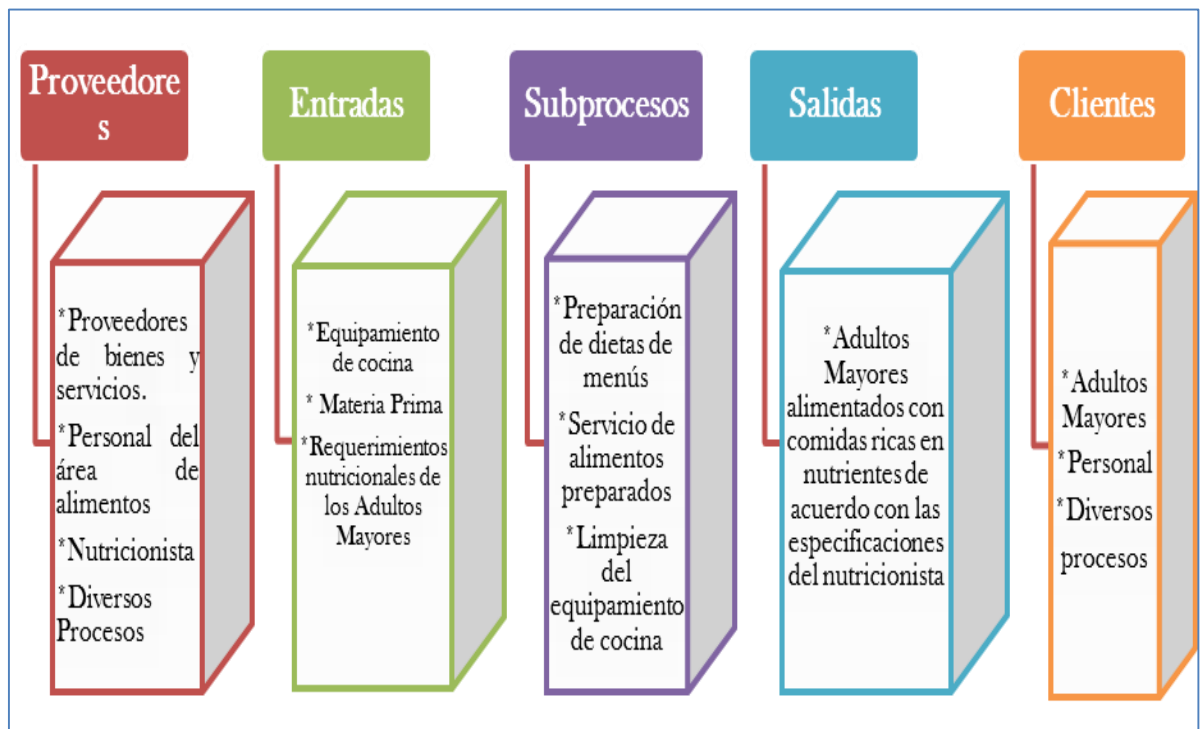 Proveedore
s
*Proveedores
de bienes y
servicios.
*Personal del
área de
alimentos
*Nutricionista
*Diversos
Procesos
Entradas
*Equipamiento
de cocina
* Materia Prima
*Requerimientos
nutricionales de
los Adultos
Mayores
Subprocesos
*Preparación
de dietas de
menús
*Servicio de
alimentos
preparados
*Limpieza
del
equipamiento
de cocina
Salidas
*Adultos
Mayores
alimentados con
comidas ricas en
nutrientes de
acuerdo con las
especificaciones
del nutricionista
Clientes
*Adultos
Mayores
*Personal
*Diversos
procesos